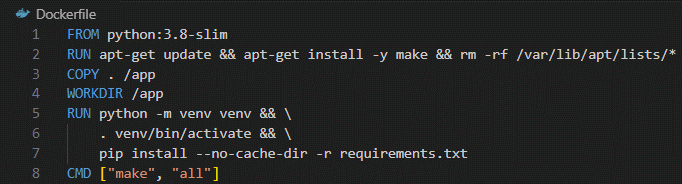 Dockerfile
1 FROM python:3.8-slim
2 RUN apt-get update && apt-get install -y make && rm -rf /var/lib/apt/lists/*
3 COPY . /app
4 WORKDIR /app
5 RUN python -m venv venv && \
6     . venv/bin/activate && \
7     pip install --no-cache-dir -r requirements.txt
8 CMD ["make", "all"]